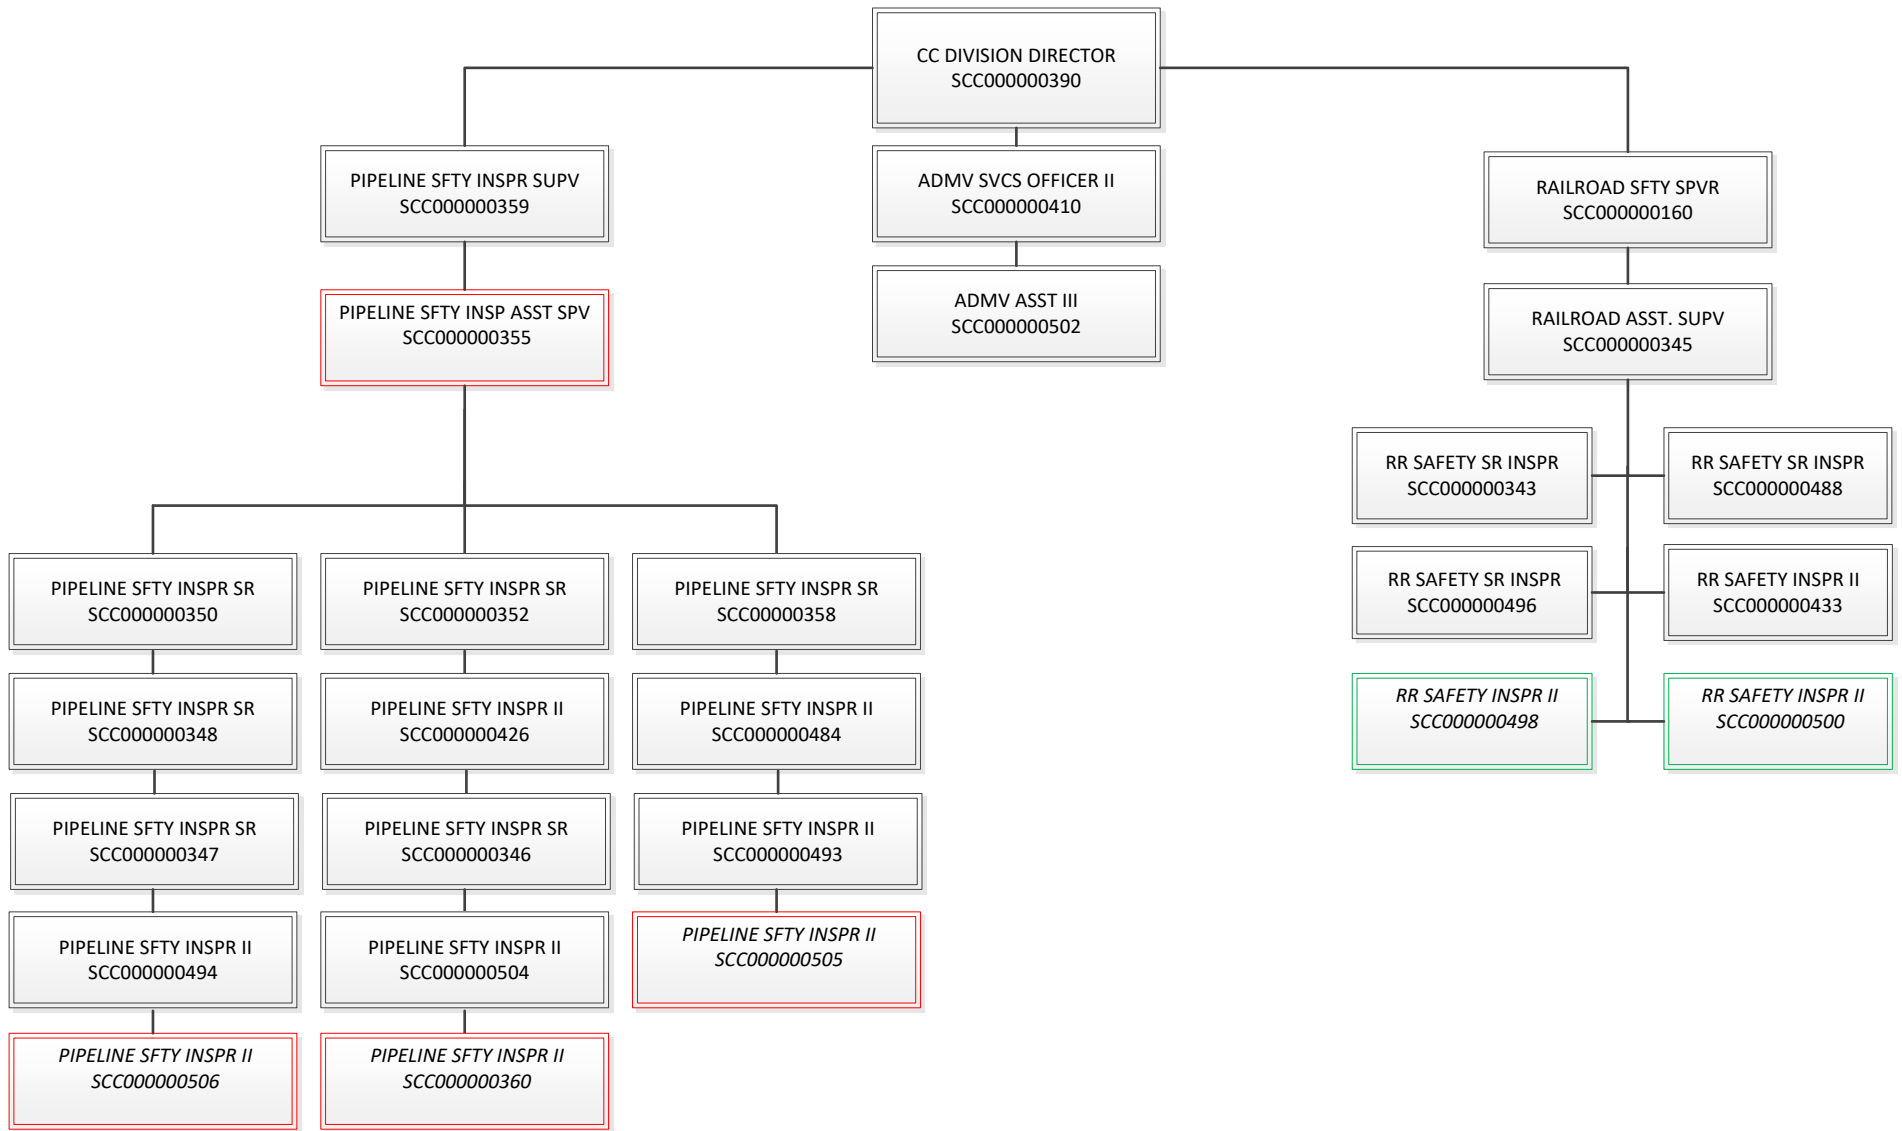 CC DIVISION DIRECTOR
SCC000000390
PIPELINE SFTY INSPR SUPV
SCC000000359
ADMV SVCS OFFICER II
SCC000000410
RAILROAD SFTY SPVR
SCC000000160
PIPELINE SFTY INSP ASST SPV
SCC000000355
ADMV ASST III
SCC000000502
RAILROAD ASST. SUPV
SCC000000345
RR SAFETY SR INSPR
SCC000000343
RR SAFETY SR INSPR
SCC000000488
RR SAFETY SR INSPR
SCC000000496
RR SAFETY INSPR II
SCC000000433
RR SAFETY INSPR II
SCC000000498
RR SAFETY INSPR II
SCC000000500
PIPELINE SFTY INSPR SR
SCC000000350
PIPELINE SFTY INSPR SR
SCC000000352
PIPELINE SFTY INSPR SR
SCC00000358
PIPELINE SFTY INSPR SR
SCC000000348
PIPELINE SFTY INSPR II
SCC000000426
PIPELINE SFTY INSPR II
SCC000000484
PIPELINE SFTY INSPR SR
SCC000000347
PIPELINE SFTY INSPR SR
SCC000000346
PIPELINE SFTY INSPR II
SCC000000493
PIPELINE SFTY INSPR II
SCC000000494
PIPELINE SFTY INSPR II
SCC000000504
PIPELINE SFTY INSPR II
SCC000000505
PIPELINE SFTY INSPR II
SCC000000506
PIPELINE SFTY INSPR II
SCC000000360